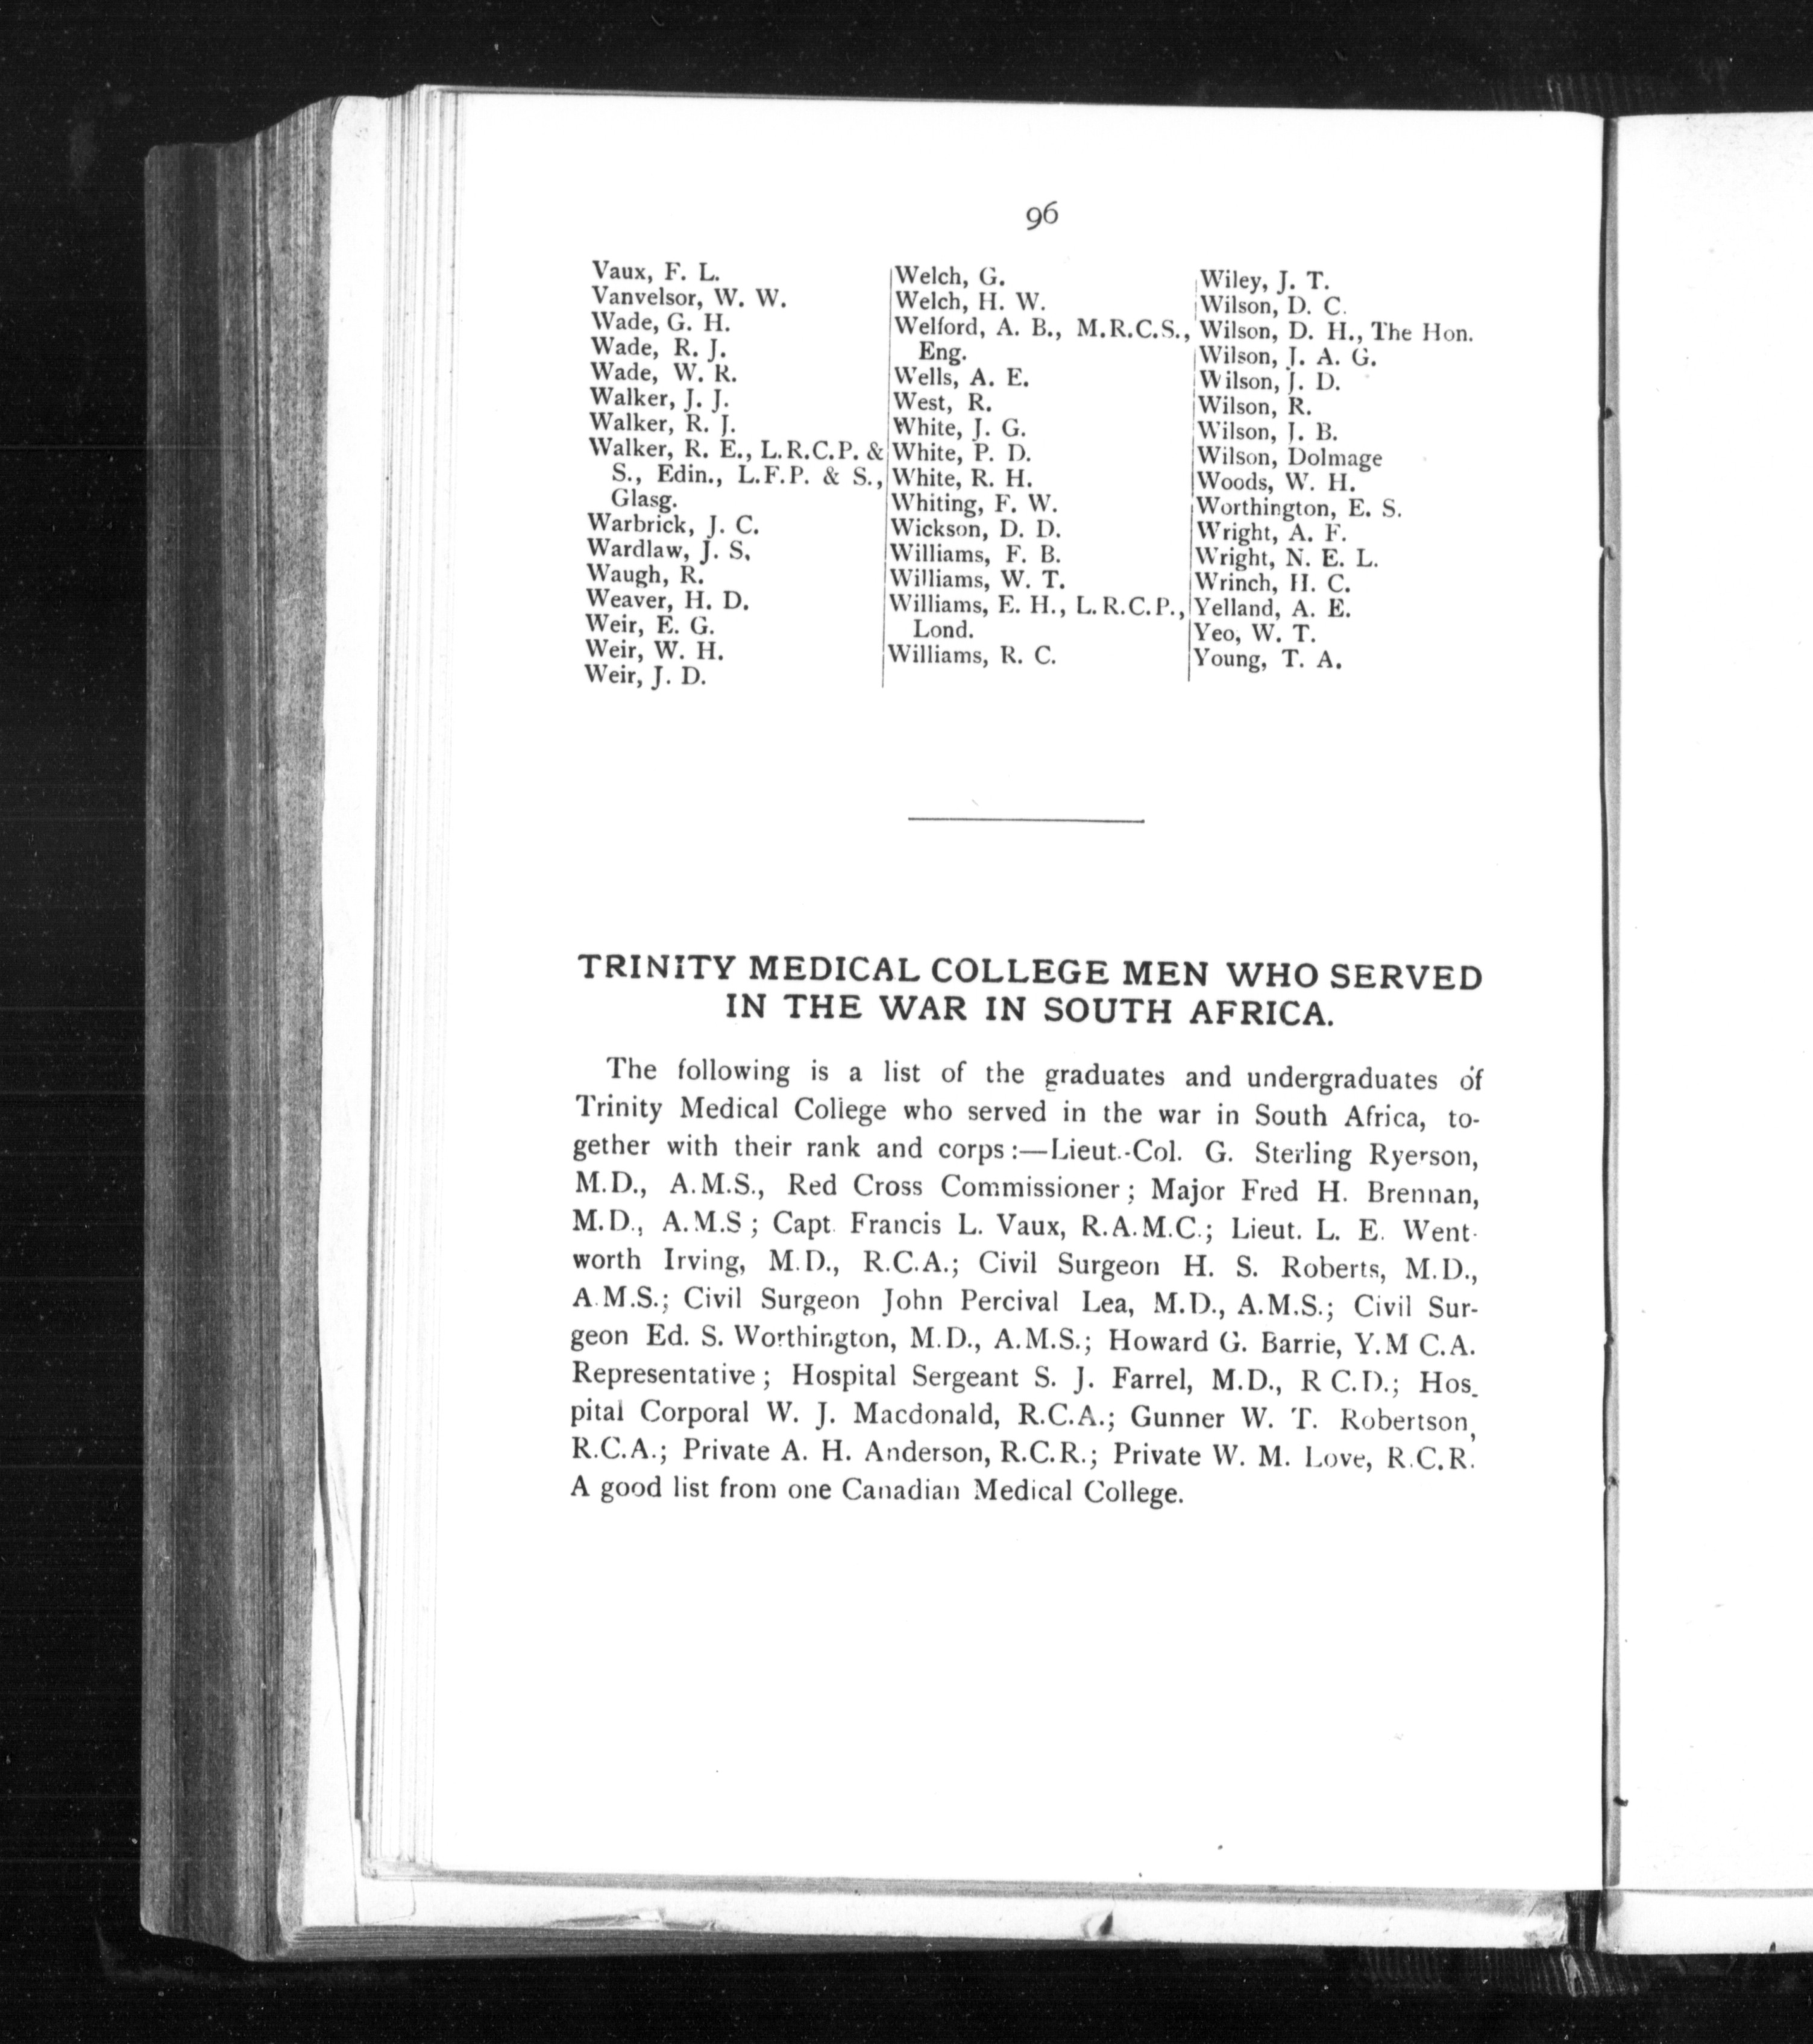 96
Vaux, F. L.
Vanvelsor, W. W.
Wade, G. H.
Wade, R. J.
Wade, W. R.
Walker, J. J.
Walker, R. J.
Walker, R. E., L.R.C.P. &
S., Edin., L.F.P. & S.,
Glasg.
Warbrick, J. C.
Wardlaw, J. S.
Waugh, R.
Weaver, H. D.
Weir, E. G.
Weir, W. H.
Weir, J. D.
Welch, G.
Welch, H. W.
Welford, A. B., M.R.C.S.,
Eng.
Wells, A. E.
West, R.
White, J. G.
White, P. D.
White, R. H.
Whiting, F. W.
Wickson, D. D.
Williams, F. B.
Williams, W. T.
Williams, E. H., L.R.C.P.,
Lond.
Williams, R. C.
Wiley, J. T.
Wilson, D. C.
Wilson, D. H., The Hon.
Wilson, J. A. G.
Wilson, J. D.
Wilson, R.
Wilson, J. B.
Wilson, Dolmage
Woods, W. H.
Worthington, E. S.
Wright, A. F.
Wright, N. E. L.
Wrinch, H. C.
Yelland, A. E.
Yeo, W. T.
Young, T. A.
TRINITY MEDICAL COLLEGE MEN WHO SERVED
IN THE WAR IN SOUTH AFRICA.
The following is a list of the graduates and undergraduates of
Trinity Medical College who served in the war in South Africa, to-
gether with their rank and corps :—Lieut.-Col. G. Sterling Ryerson,
M.D., A.M.S., Red Cross Commissioner ; Major Fred H. Brennan,
M.D., A.M.S ; Capt. Francis L. Vaux, R.A.M.C.; Lieut. L. E. Went-
worth Irving, M.D., R.C.A.; Civil Surgeon H. S. Roberts, M.D.,
A.M.S.; Civil Surgeon John Percival Lea, M.D., A.M.S.; Civil Sur-
geon Ed. S. Worthington, M.D., A.M.S.; Howard G. Barrie, Y.M C.A.
Representative ; Hospital Sergeant S. J. Farrel, M.D., R C.D.; Hos-
pital Corporal W. J. Macdonald, R.C.A.; Gunner W. T. Robertson,
R.C.A.; Private A. H. Anderson, R.C.R.; Private W. M. Love, R.C.R.
A good list from one Canadian Medical College.